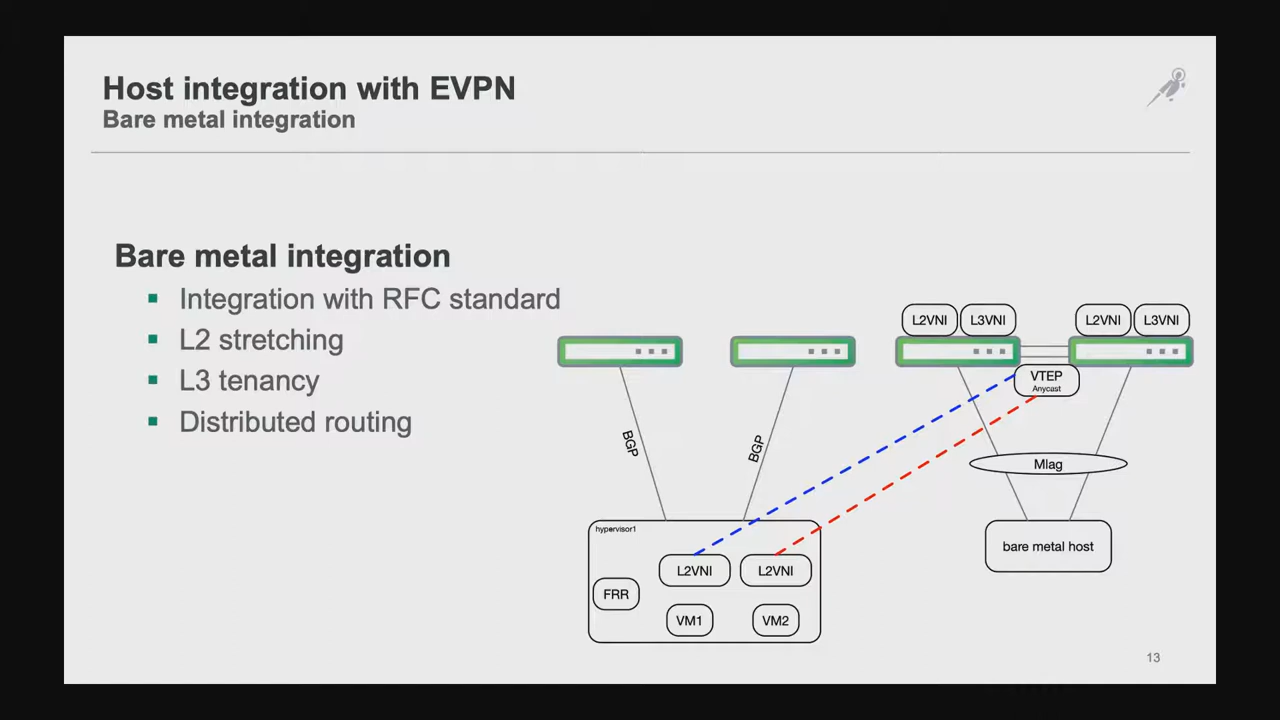 Host integration with EVPN
Bare metal integration
Bare metal integration
Integration with RFC standard
L2 stretching
L3 tenancy
Distributed routing
L2VNI
L3VNI
L2VNI
L3VNI
VTEP
Anycast
BGP
BGP
Mlag
hypervisor1
L2VNI
L2VNI
FRR
VM1
VM2
bare metal host
13